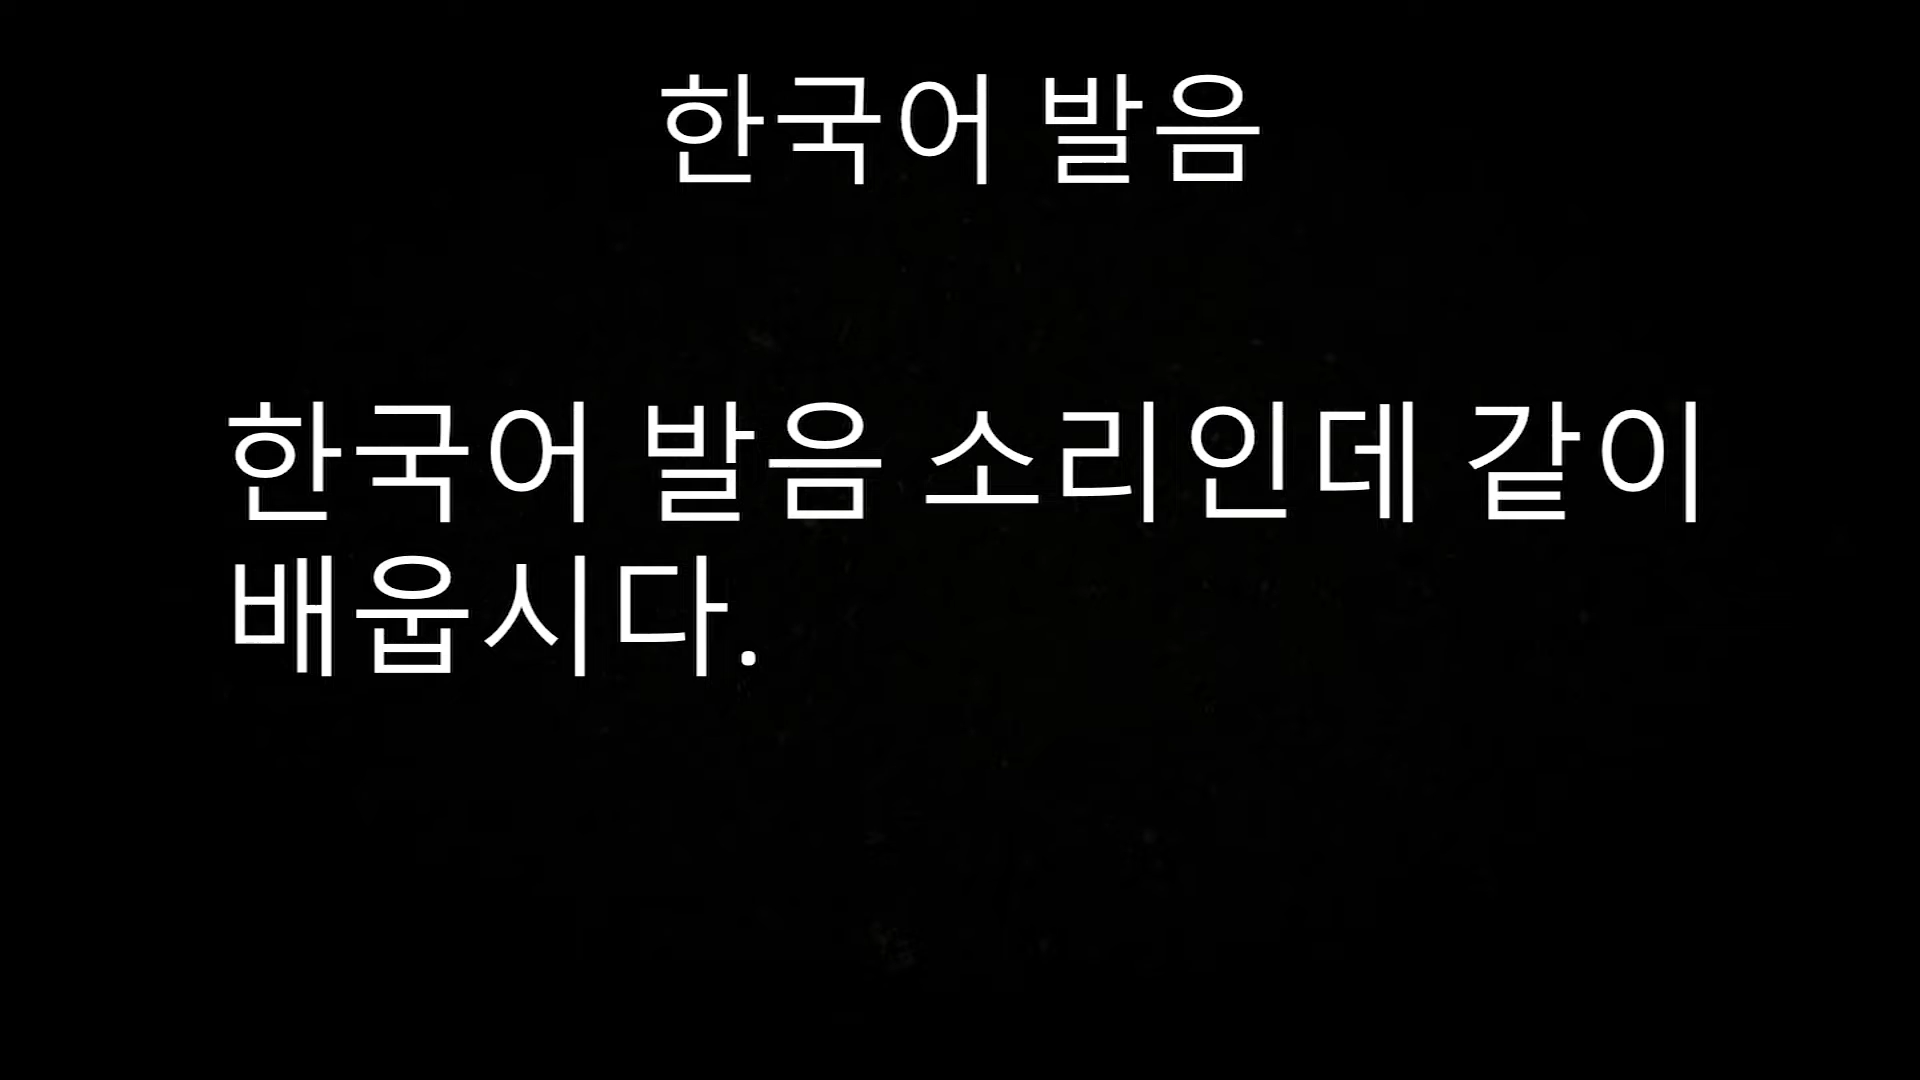 한국어 발음
한국어 발음 소리인데 같이
배웁시다.